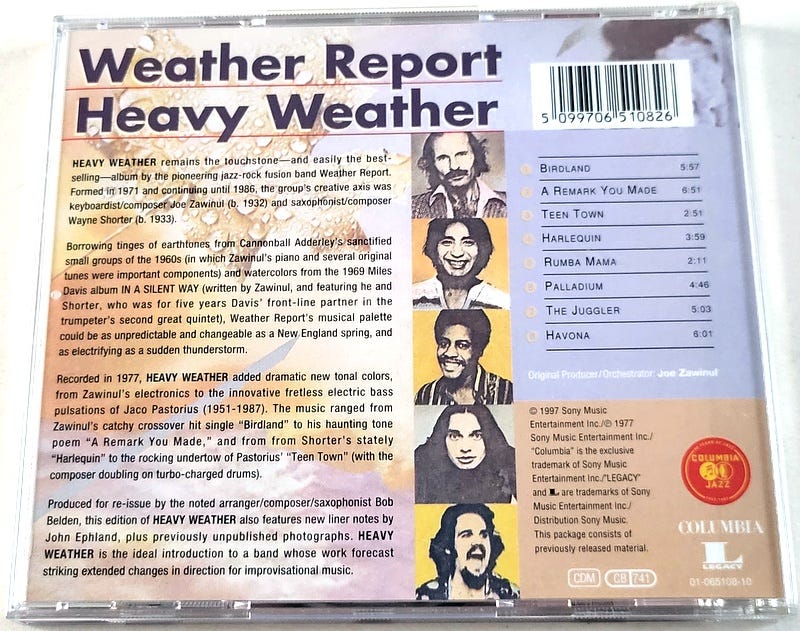 Weather Report
Heavy Weather
HEAVY WEATHER remains the touchstone—and easily the best-
selling—album by the pioneering jazz-rock fusion band Weather Report.
Formed in 1971 and continuing until 1986, the group's creative axis was
keyboardist/composer Joe Zawinul (b. 1932) and saxophonist/composer
Wayne Shorter (b. 1933).
Borrowing tinges of earthtones from Cannonball Adderley's sanctified
small groups of the 1960s (in which Zawinul's piano and several original
tunes were important components) and watercolors from the 1969 Miles
Davis album IN A SILENT WAY (written by Zawinul, and featuring he and
Shorter, who was for five years Davis' front-line partner in the
trumpeter's second great quintet), Weather Report's musical palette
could be as unpredictable and changeable as a New England spring, and
as electrifying as a sudden thunderstorm.
Recorded in 1977, HEAVY WEATHER added dramatic new tonal colors,
from Zawinul's electronics to the innovative fretless electric bass
pulsations of Jaco Pastorius (1951-1987). The music ranged from
Zawinul's catchy crossover hit single "Birdland" to his haunting tone
poem "A Remark You Made," and from from Shorter's stately
"Harlequin" to the rocking undertow of Pastorius' "Teen Town" (with the
composer doubling on turbo-charged drums).
Produced for re-issue by the noted arranger/composer/saxophonist Bob
Belden, this edition of HEAVY WEATHER also features new liner notes by
John Ephland, plus previously unpublished photographs. HEAVY
WEATHER is the ideal introduction to a band whose work forecast
striking extended changes in direction for improvisational music.
5 099706 510826
1 BIRDLAND 5:57
2 A REMARK YOU MADE 6:51
3 TEEN TOWN 2:51
4 HARLEQUIN 3:59
5 RUMBA MAMA 2:11
6 PALLADIUM 4:46
7 THE JUGGLER 5:03
8 HAVONA 6:01
Original Producer/Orchestrator: Joe Zawinul
© 1997 Sony Music
Entertainment Inc./℗ 1977
Sony Music Entertainment Inc./
"Columbia" is the exclusive
trademark of Sony Music
Entertainment Inc./"LEGACY"
and L are trademarks of Sony
Music Entertainment Inc./
Distribution Sony Music.
This package consists of
previously released material.
COLUMBIA
JAZZ
COLUMBIA
L
LEGACY
CDM CB 741
01-065108-10